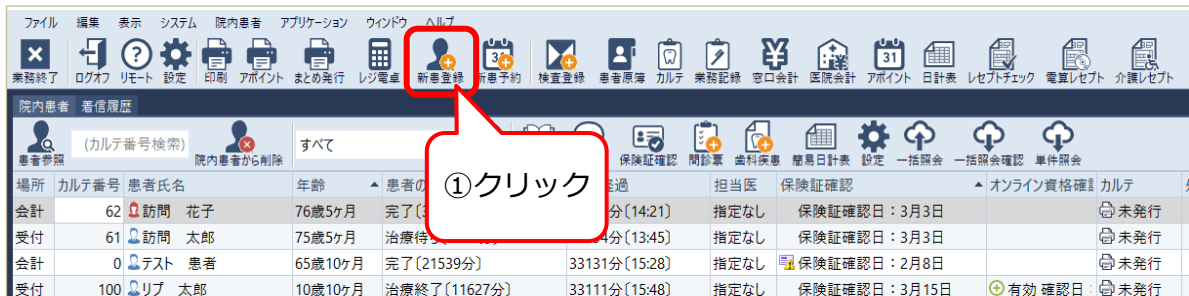 ファイル 編集 表示 システム 院内患者 アプリケーション ウィンドウ ヘルプ
業務終了 ログオフ リモート 設定 印刷 アポイント まとめ発行 レジ電卓 新患登録 新患予約 検査登録 患者原簿 カルテ 業務記録 窓口会計 医院会計 アポイント 日計表 レセプトチェック 電算レセプト 介護レセプト
院内患者 着信履歴
患者参照 (カルテ番号検索) 院内患者から削除 すべて 保険証確認 問診票 歯科疾患 簡易日計表 設定 一括照会 一括照会確認 単件照会
①クリック
場所 カルテ番号 患者氏名 年齢 患者の 経過 担当医 保険証確認 オンライン資格確認 カルテ
会計 62 訪問 花子 76歳5ヶ月 完了(3 分(14:21) 指定なし 保険証確認日:3月3日 未発行
受付 61 訪問 太郎 75歳5ヶ月 治療待ち 分(13:45) 指定なし 保険証確認日:3月3日 未発行
会計 0 テスト 患者 65歳10ヶ月 完了(21539分) 33131分(15:28) 指定なし 保険証確認日:2月8日 未発行
受付 100 リプ 太郎 10歳10ヶ月 治療終了(11627分) 33111分(15:48) 指定なし 保険証確認日:3月15日 有効 確認日: 未発行